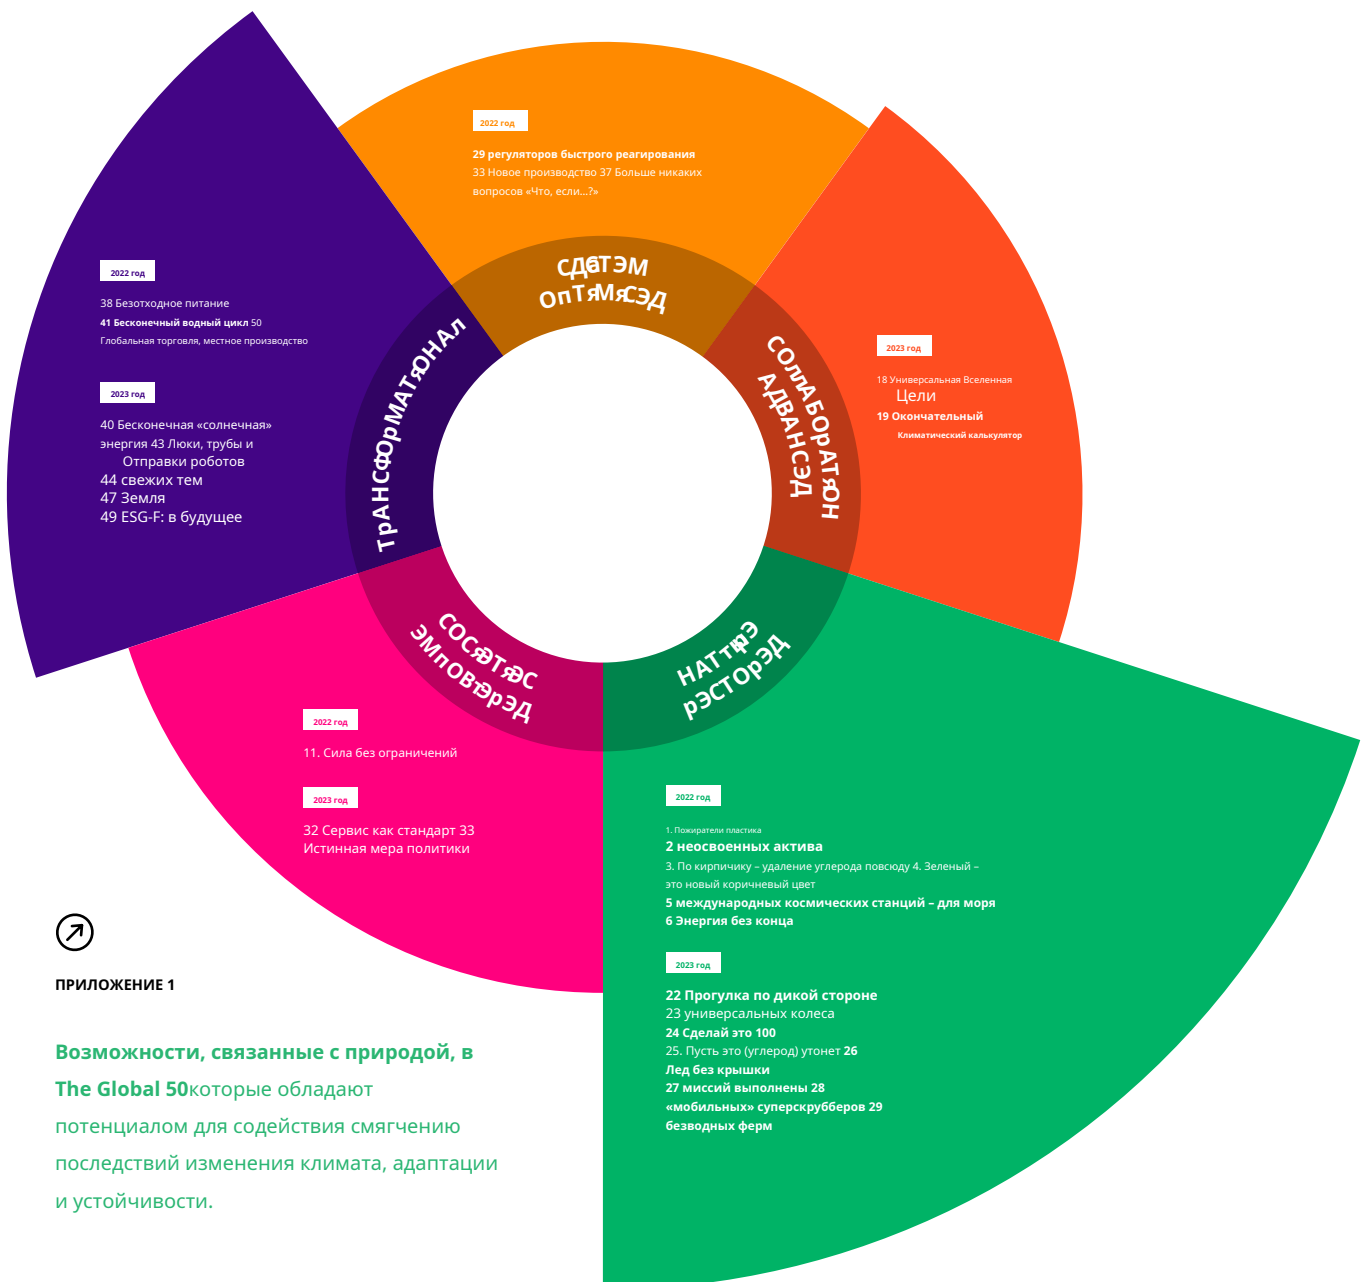 2022 год
29 регуляторов быстрого реагирования
33 Новое производство 37 Больше никаких
вопросов «Что, если...?»
2022 год
38 Безотходное питание
41 Бесконечный водный цикл 50
Глобальная торговля, местное производство
2023 год
40 Бесконечная «солнечная»
энергия 43 Люки, трубы и
Отправки роботов
44 свежих тем
47 Земля
49 ESG-F: в будущее
2023 год
18 Универсальная Вселенная
Цели
19 Окончательный
Климатический калькулятор
ОпТяМяСЭД
ТрАНСФОрМАТяОНАл
СОллАБОрАТяОН
АДВАНСЭД
СОСяЭТяЭС
ЭМпОВтЭрЭД
рЭСТОрЭД
2022 год
11. Сила без ограничений
2023 год
32 Сервис как стандарт 33
Истинная мера политики
2022 год
1. Пожиратели пластика
2 неосвоенных актива
3. По кирпичику – удаление углерода повсюду 4. Зеленый –
это новый коричневый цвет
5 международных космических станций – для моря
6 Энергия без конца
2023 год
22 Прогулка по дикой стороне
23 универсальных колеса
24 Сделай это 100
25. Пусть это (углерод) утонет 26
Лед без крышки
27 миссий выполнены 28
«мобильных» суперскрубберов 29
безводных ферм
ПРИЛОЖЕНИЕ 1
Возможности, связанные с природой, в
The Global 50которые обладают
потенциалом для содействия смягчению
последствий изменения климата, адаптации
и устойчивости.